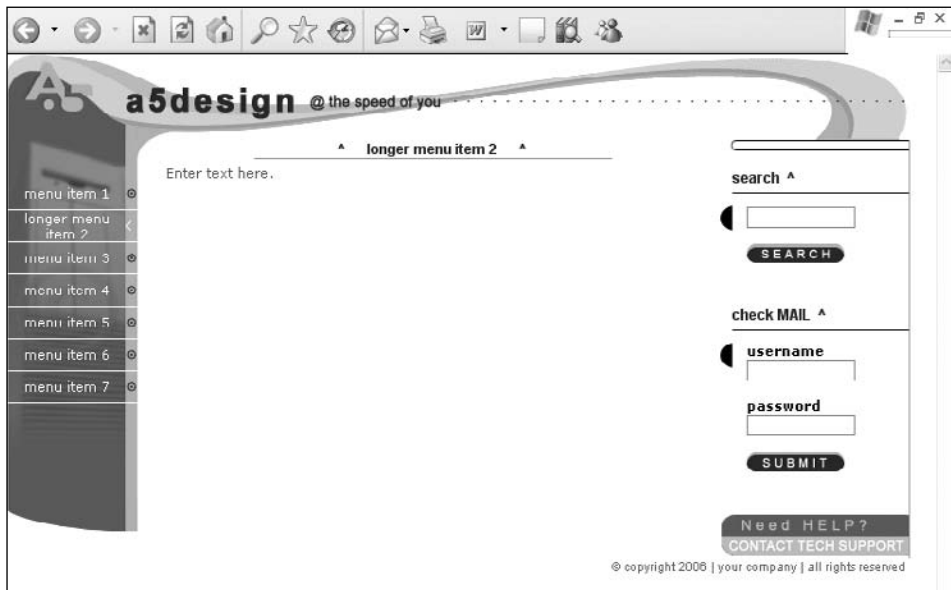 A5
a5design @ the speed of you
^ longer menu item 2 ^
Enter text here.
menu item 1
longer menu
item 2
menu item 3
menu item 4
menu item 5
menu item 6
menu item 7
search ^
SEARCH
check MAIL ^
username
password
SUBMIT
Need HELP?
CONTACT TECH SUPPORT
© copyright 2006 | your company | all rights reserved